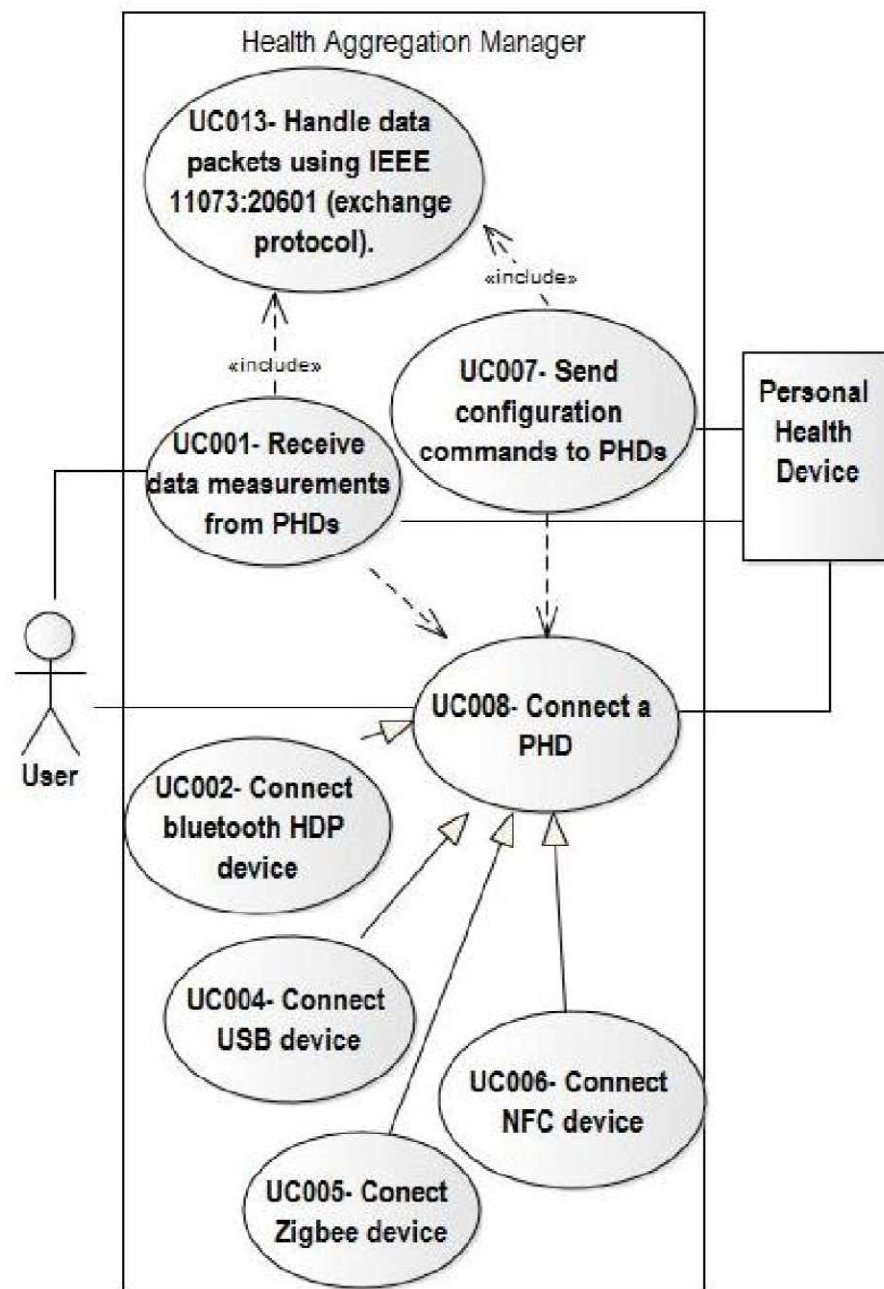 Health Aggregation Manager
UC013- Handle data
packets using IEEE
11073:20601 (exchange
protocol).
«include»
«include»
UC007- Send
configuration
commands to PHDs
Personal
Health
Device
UC001- Receive
data measurements
from PHDs
UC008- Connect a
PHD
User
UC002- Connect
bluetooth HDP
device
UC004- Connect
USB device
UC006- Connect
NFC device
UC005- Conect
Zigbee device